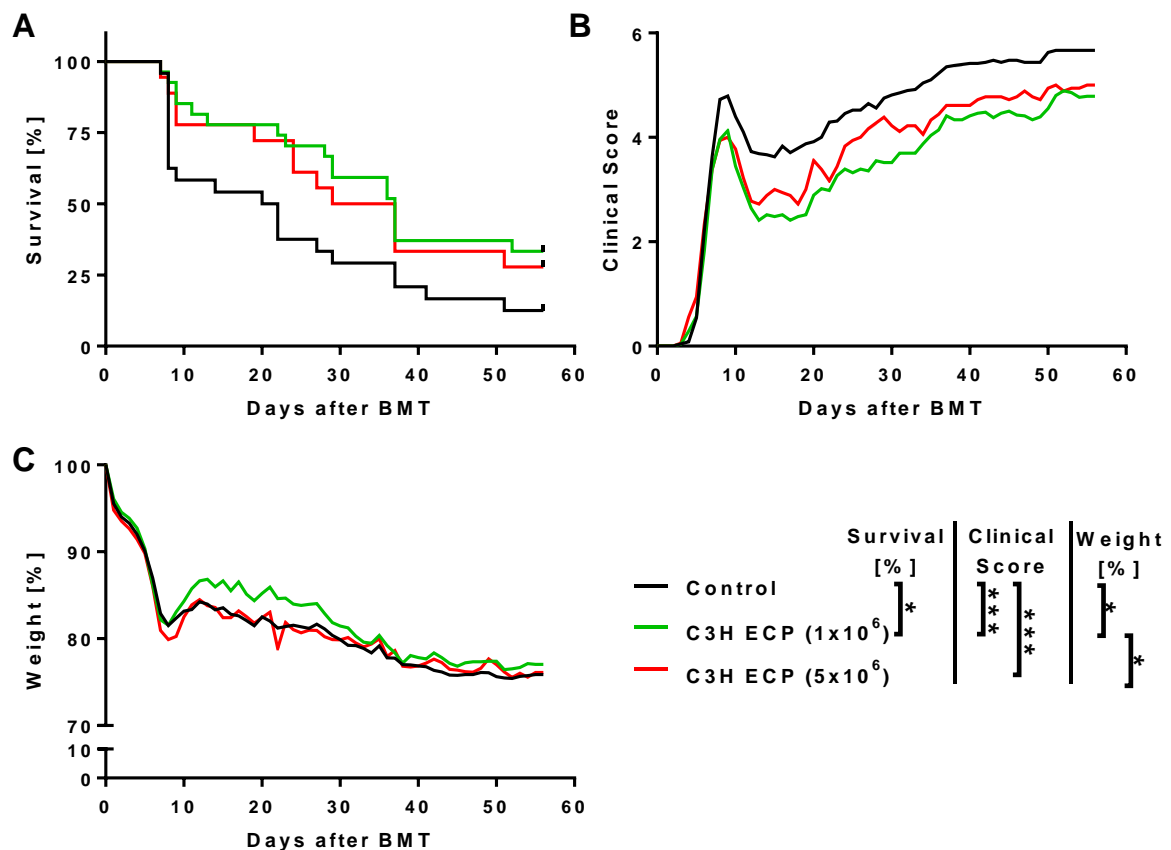 A
Survival [%]
100
75
50
25
0
0 10 20 30 40 50 60
Days after BMT
B
Clinical Score
6
4
2
0
0 10 20 30 40 50 60
Days after BMT
C
Weight [%]
100
90
80
70
10
0
0 10 20 30 40 50 60
Days after BMT
Survival Clinical Weight
[%] Score [%]
Control
C3H ECP (1x10⁶)
C3H ECP (5x10⁶)
* *** *** * *